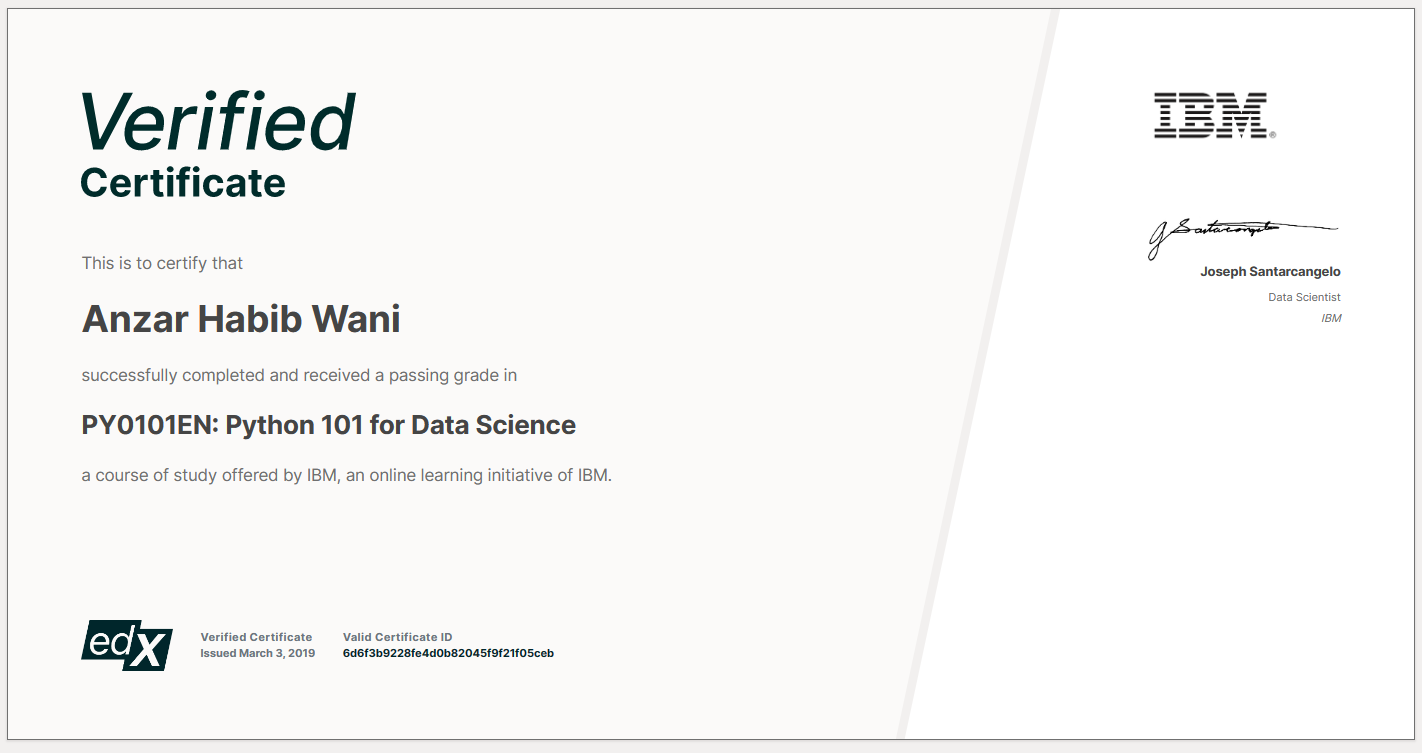 Verified
Certificate
This is to certify that
Anzar Habib Wani
successfully completed and received a passing grade in
PY0101EN: Python 101 for Data Science
a course of study offered by IBM, an online learning initiative of IBM.
edX
Verified Certificate
Issued March 3, 2019
Valid Certificate ID
6d6f3b9228fe4d0b82045f9f21f05ceb
IBM®
J Santarcangelo
Joseph Santarcangelo
Data Scientist
IBM